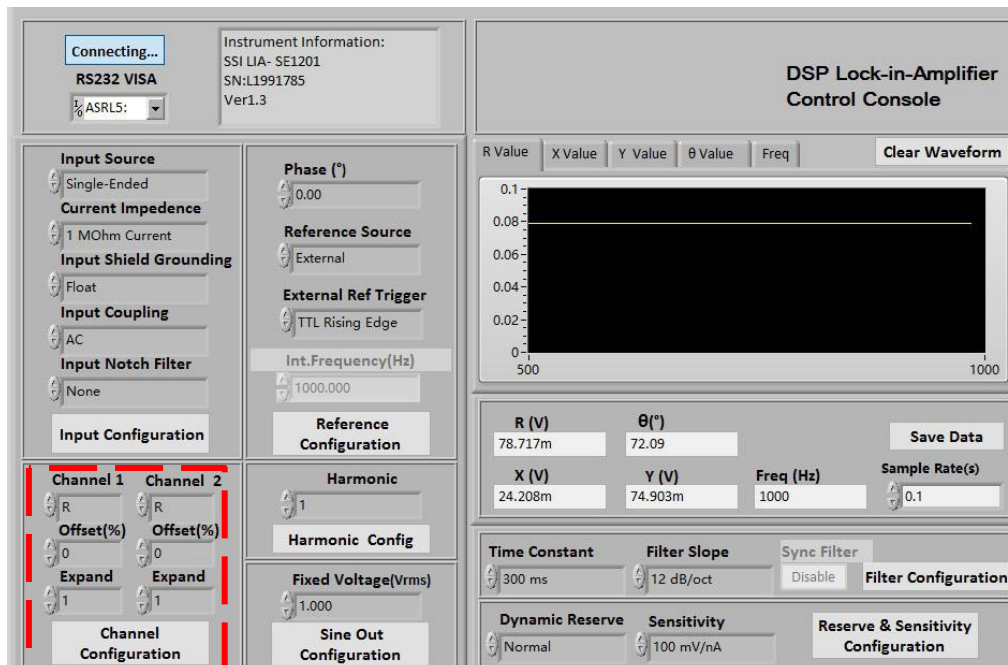 Connecting...
RS232 VISA
I/O ASRL5:
Instrument Information:
SSI LIA- SE1201
SN:L1991785
Ver1.3
DSP Lock-in-Amplifier
Control Console
Input Source
Single-Ended
Current Impedence
1 MOhm Current
Input Shield Grounding
Float
Input Coupling
AC
Input Notch Filter
None
Input Configuration
Phase (°)
0.00
Reference Source
External
External Ref Trigger
TTL Rising Edge
Int.Frequency(Hz)
1000.000
Reference
Configuration
R Value X Value Y Value θ Value Freq Clear Waveform
0.1
0.08
0.06
0.04
0.02
0
500 1000
R (V) θ(°)
78.717m 72.09
X (V) Y (V) Freq (Hz)
24.208m 74.903m 1000
Save Data
Sample Rate(s)
0.1
Channel 1 Channel 2
R R
Offset(%) Offset(%)
0 0
Expand Expand
1 1
Channel
Configuration
Harmonic
1
Harmonic Config
Fixed Voltage(Vrms)
1.000
Sine Out
Configuration
Time Constant Filter Slope Sync Filter
300 ms 12 dB/oct Disable Filter Configuration
Dynamic Reserve Sensitivity
Normal 100 mV/nA
Reserve & Sensitivity
Configuration